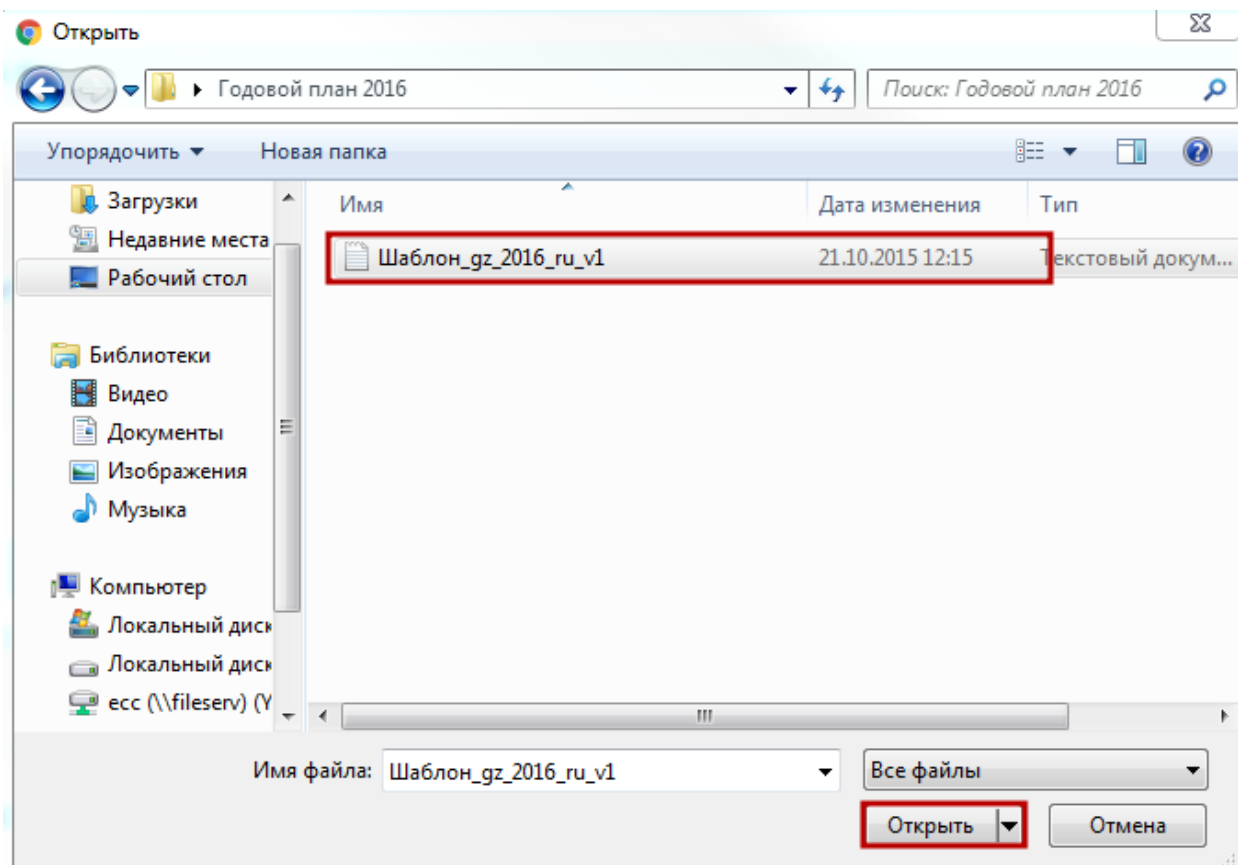 Открыть
Годовой план 2016
Поиск: Годовой план 2016
Упорядочить Новая папка
Загрузки
Недавние места
Рабочий стол
Библиотеки
Видео
Документы
Изображения
Музыка
Компьютер
Локальный диск
Локальный диск
ecc (\\fileserv) (Y
Имя Дата изменения Тип
Шаблон_gz_2016_ru_v1 21.10.2015 12:15 Текстовый докум...
Имя файла: Шаблон_gz_2016_ru_v1 Все файлы
Открыть Отмена